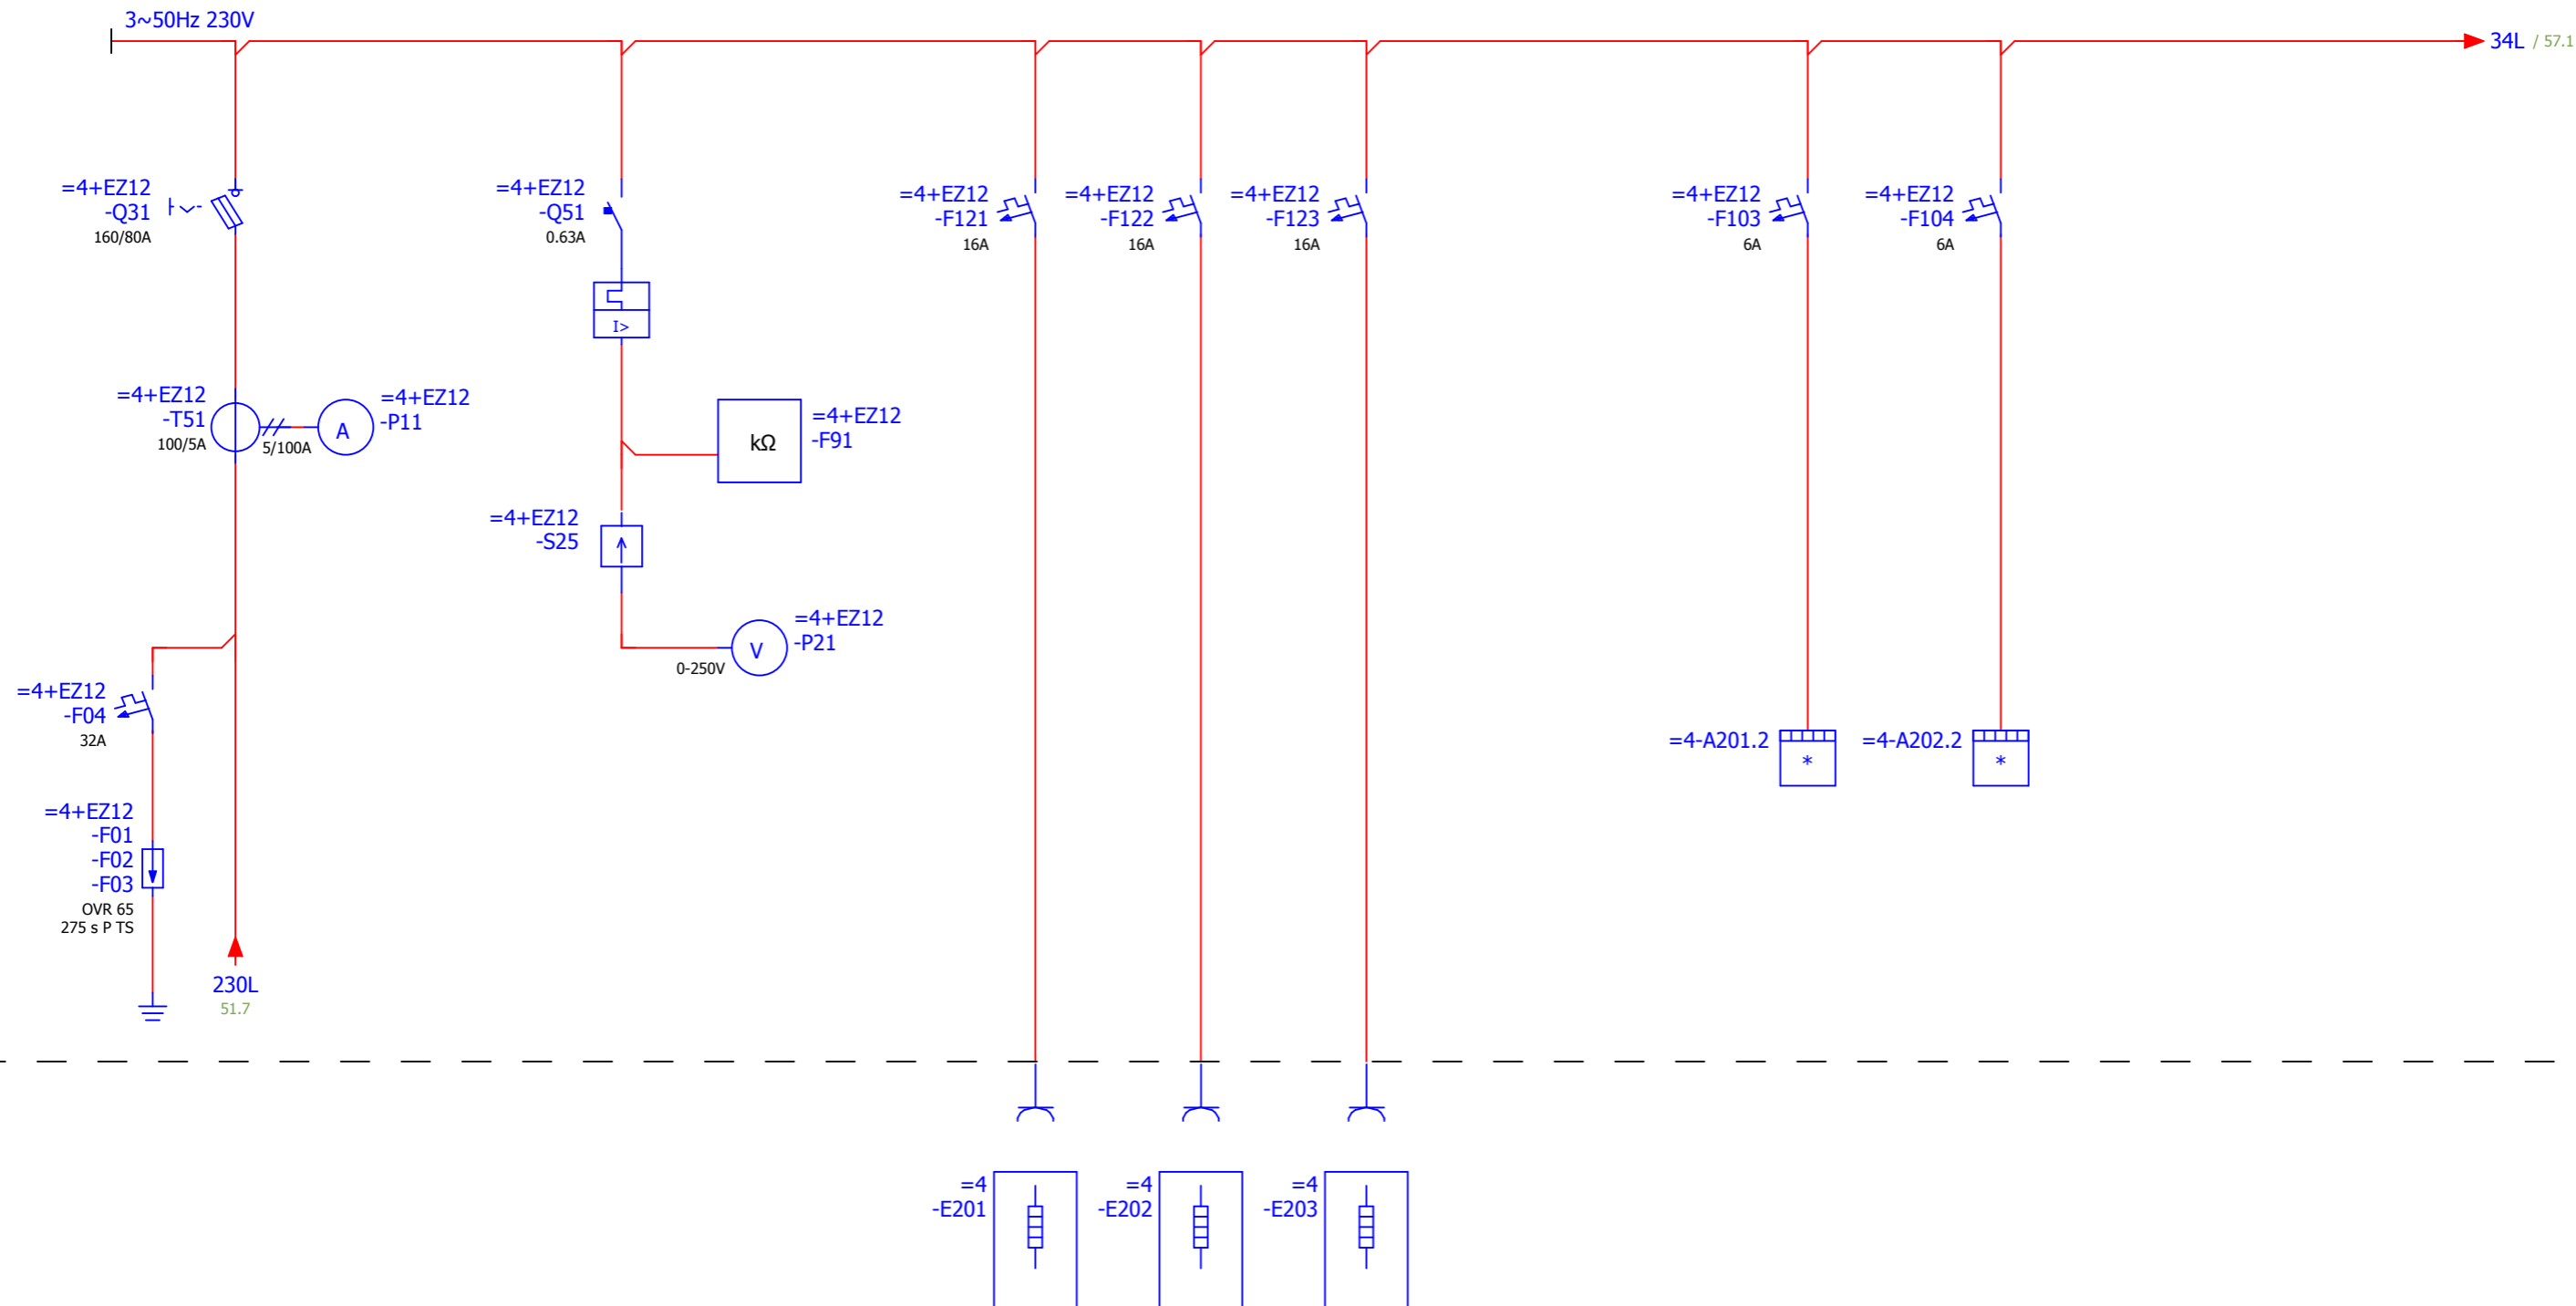 3~50Hz 230V
34L / 57.1
=4+EZ12
-Q31
160/80A
=4+EZ12
-Q51
0.63A
I>
=4+EZ12
-F121
16A
=4+EZ12
-F122
16A
=4+EZ12
-F123
16A
=4+EZ12
-F103
6A
=4+EZ12
-F104
6A
=4+EZ12
-T51
100/5A
5/100A
A
=4+EZ12
-P11
kΩ
=4+EZ12
-F91
=4+EZ12
-S25
V
=4+EZ12
-P21
0-250V
=4+EZ12
-F04
32A
=4-A201.2
*
=4-A202.2
*
=4+EZ12
-F01
-F02
-F03
OVR 65
275 s P TS
230L
51.7
=4
-E201
=4
-E202
=4
-E203